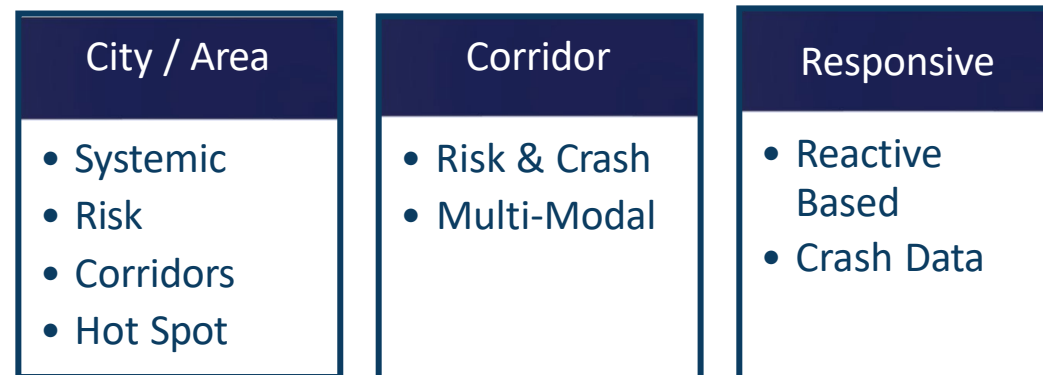 City / Area
• Systemic
• Risk
• Corridors
• Hot Spot
Corridor
• Risk & Crash
• Multi-Modal
Responsive
• Reactive
Based
• Crash Data